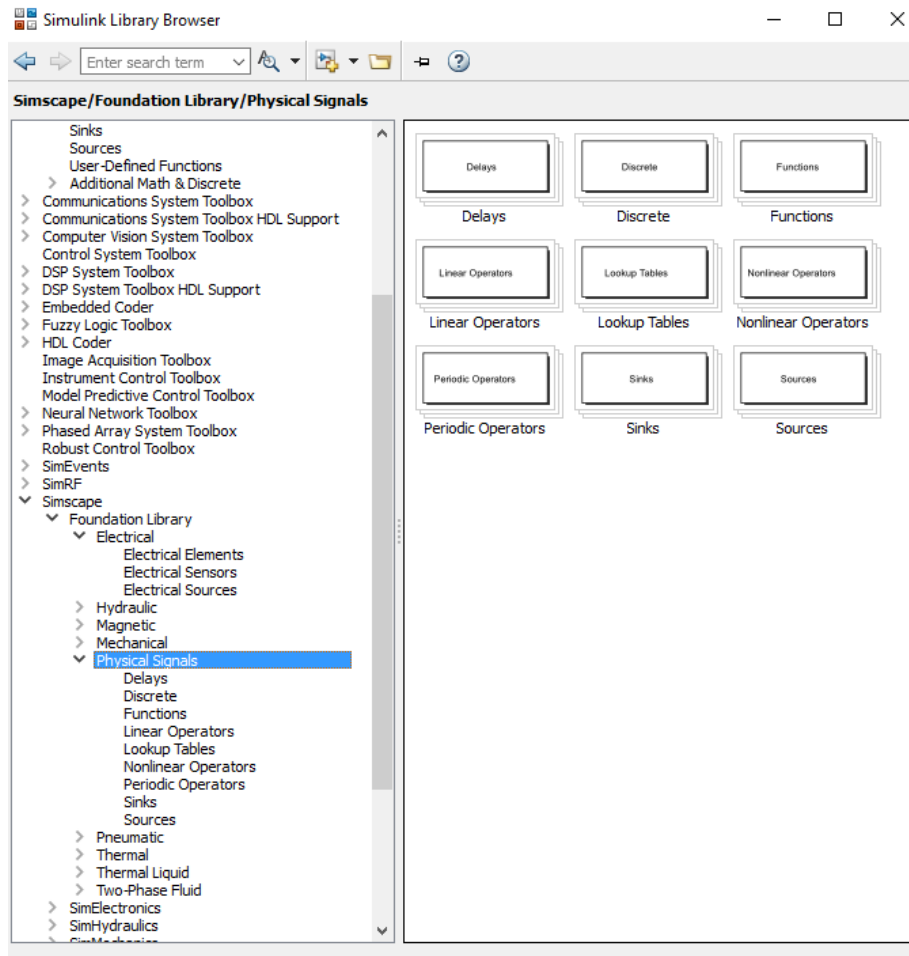 Simulink Library Browser
Enter search term
Simscape/Foundation Library/Physical Signals
Sinks
Sources
User-Defined Functions
Additional Math & Discrete
Communications System Toolbox
Communications System Toolbox HDL Support
Computer Vision System Toolbox
Control System Toolbox
DSP System Toolbox
DSP System Toolbox HDL Support
Embedded Coder
Fuzzy Logic Toolbox
HDL Coder
Image Acquisition Toolbox
Instrument Control Toolbox
Model Predictive Control Toolbox
Neural Network Toolbox
Phased Array System Toolbox
Robust Control Toolbox
SimEvents
SimRF
Simscape
Foundation Library
Electrical
Electrical Elements
Electrical Sensors
Electrical Sources
Hydraulic
Magnetic
Mechanical
Physical Signals
Delays
Discrete
Functions
Linear Operators
Lookup Tables
Nonlinear Operators
Periodic Operators
Sinks
Sources
Pneumatic
Thermal
Thermal Liquid
Two-Phase Fluid
SimElectronics
SimHydraulics
Delays Discrete Functions
Delays Discrete Functions
Linear Operators Lookup Tables Nonlinear Operators
Linear Operators Lookup Tables Nonlinear Operators
Periodic Operators Sinks Sources
Periodic Operators Sinks Sources